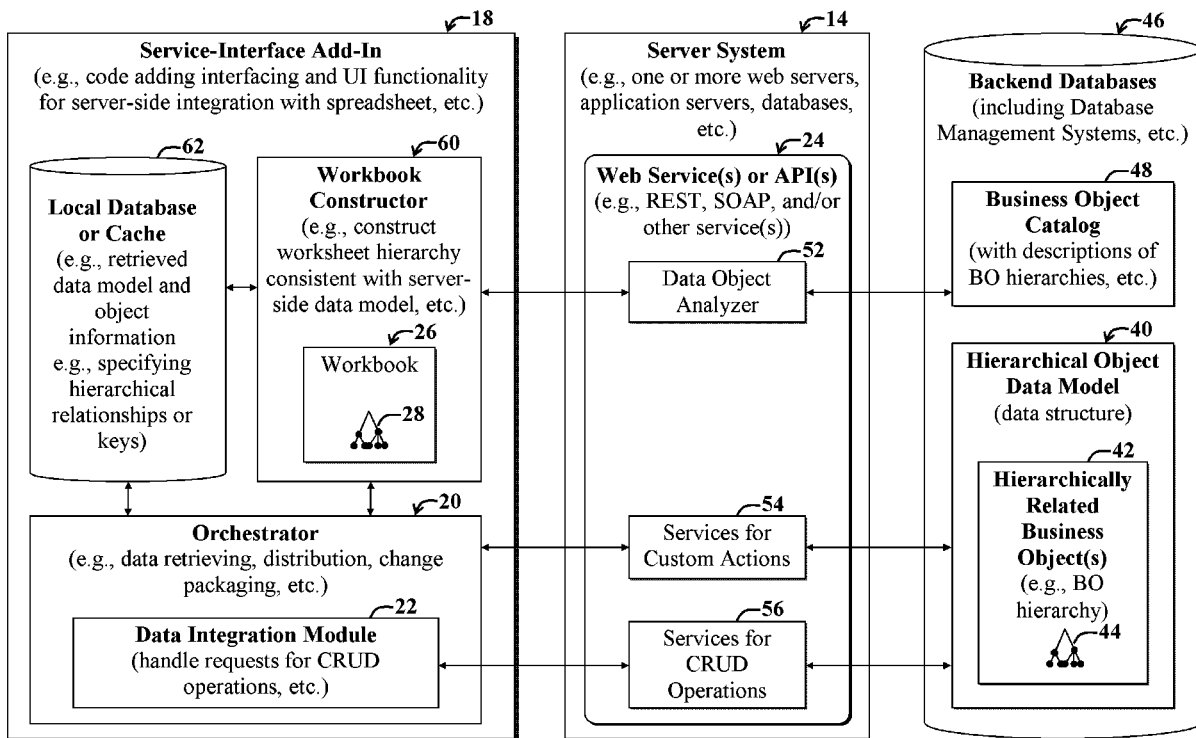 18
Service-Interface Add-In
(e.g., code adding interfacing and UI functionality
for server-side integration with spreadsheet, etc.)
62
Local Database
or Cache
(e.g., retrieved
data model and
object
information
e.g., specifying
hierarchical
relationships or
keys)
60
Workbook
Constructor
(e.g., construct
worksheet hierarchy
consistent with server-
side data model, etc.)
26
Workbook
28
20
Orchestrator
(e.g., data retrieving, distribution, change
packaging, etc.)
22
Data Integration Module
(handle requests for CRUD
operations, etc.)
14
Server System
(e.g., one or more web servers,
application servers, databases,
etc.)
24
Web Service(s) or API(s)
(e.g., REST, SOAP, and/or
other service(s))
52
Data Object
Analyzer
54
Services for
Custom Actions
56
Services for
CRUD
Operations
46
Backend Databases
(including Database
Management Systems, etc.)
48
Business Object
Catalog
(with descriptions of
BO hierarchies, etc.)
40
Hierarchical Object
Data Model
(data structure)
42
Hierarchically
Related
Business
Object(s)
(e.g., BO
hierarchy)
44